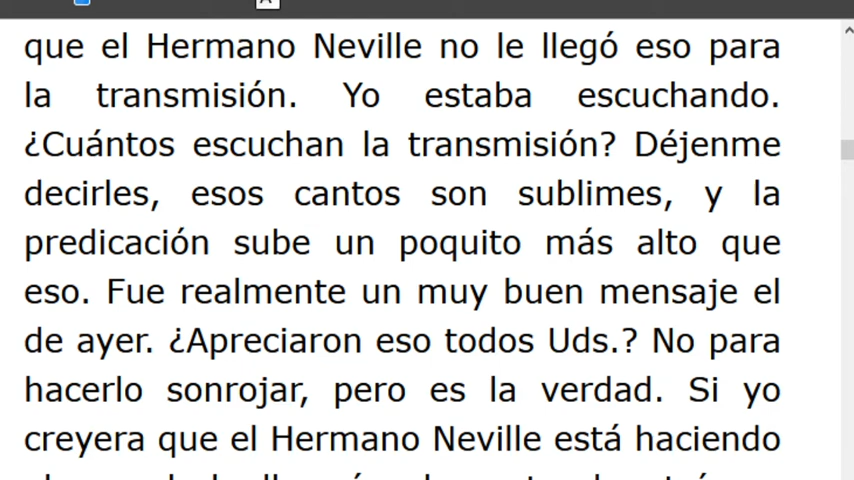 que el Hermano Neville no le llegó eso para
la transmisión. Yo estaba escuchando.
¿Cuántos escuchan la transmisión? Déjenme
decirles, esos cantos son sublimes, y la
predicación sube un poquito más alto que
eso. Fue realmente un muy buen mensaje el
de ayer. ¿Apreciaron eso todos Uds.? No para
hacerlo sonrojar, pero es la verdad. Si yo
creyera que el Hermano Neville está haciendo